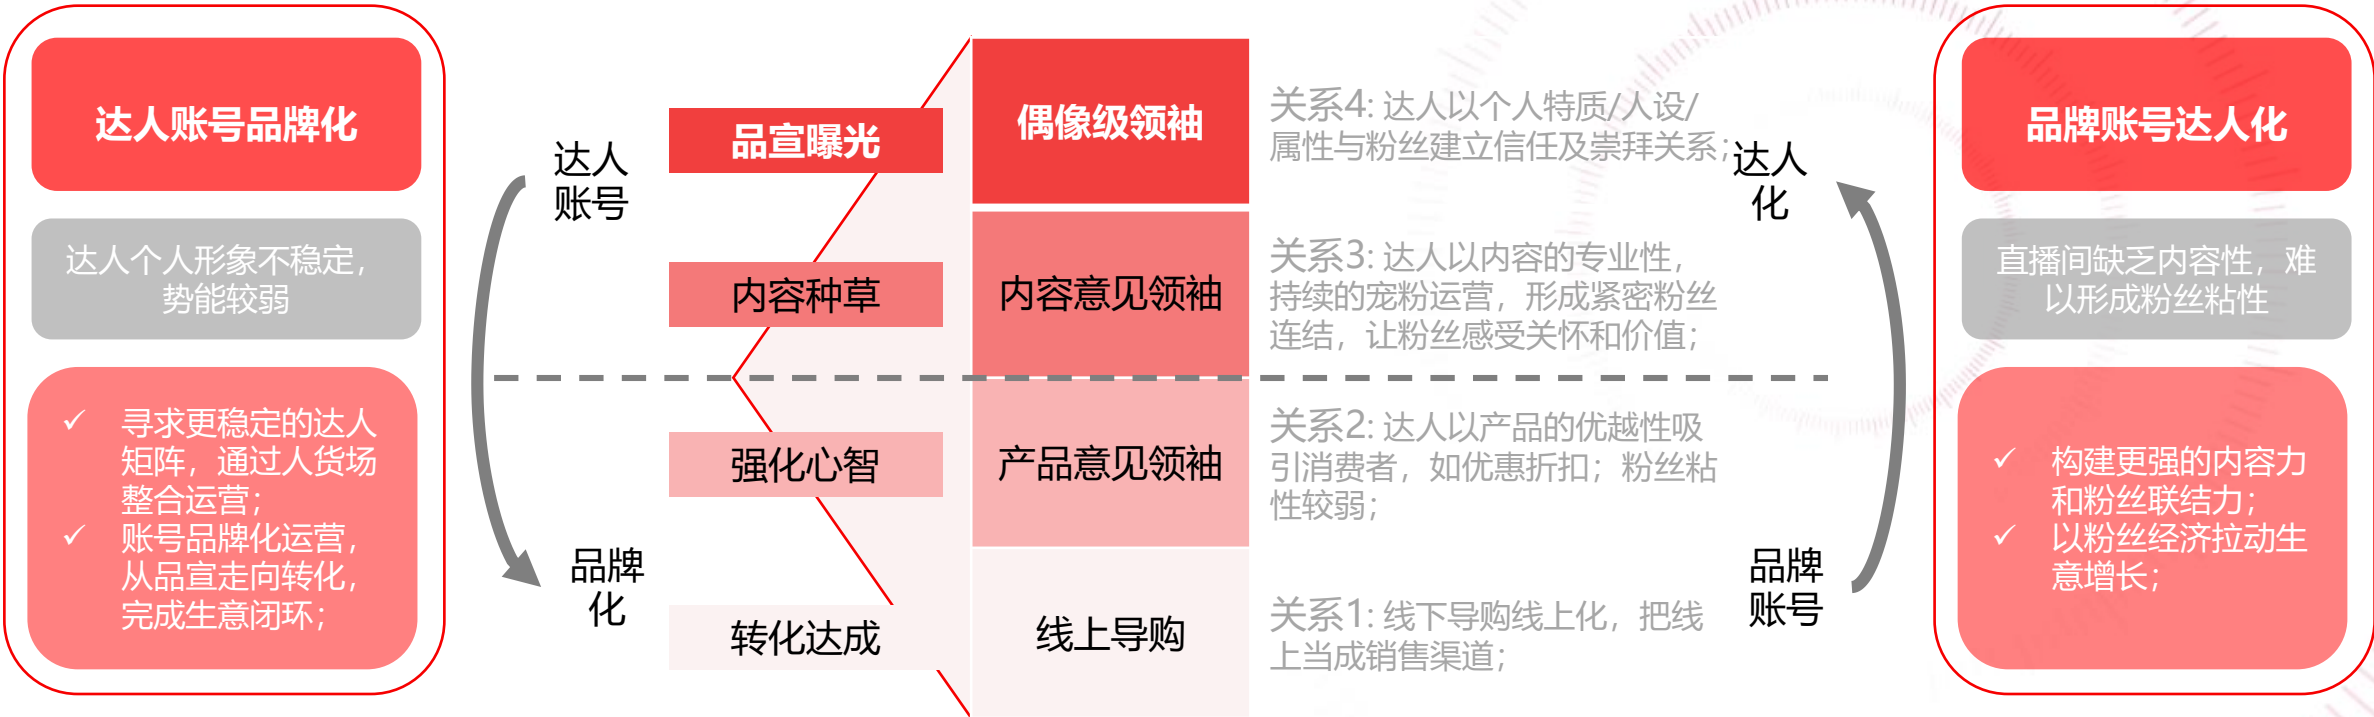 达人账号品牌化
达人个人形象不稳定，
势能较弱
✓ 寻求更稳定的达人
矩阵，通过人货场
整合运营；
✓ 账号品牌化运营，
从品宣走向转化，
完成生意闭环；
达人
账号
品牌
化
品宣曝光
内容种草
强化心智
转化达成
偶像级领袖
内容意见领袖
产品意见领袖
线上导购
关系4: 达人以个人特质/人设/
属性与粉丝建立信任及崇拜关系；
关系3: 达人以内容的专业性，
持续的宠粉运营，形成紧密粉丝
连结，让粉丝感受关怀和价值；
关系2: 达人以产品的优越性吸
引消费者，如优惠折扣；粉丝粘
性较弱；
关系1: 线下导购线上化，把线
上当成销售渠道；
达人
化
品牌
账号
品牌账号达人化
直播间缺乏内容性，难
以形成粉丝粘性
✓ 构建更强的内容力
和粉丝联结力；
✓ 以粉丝经济拉动生
意增长；